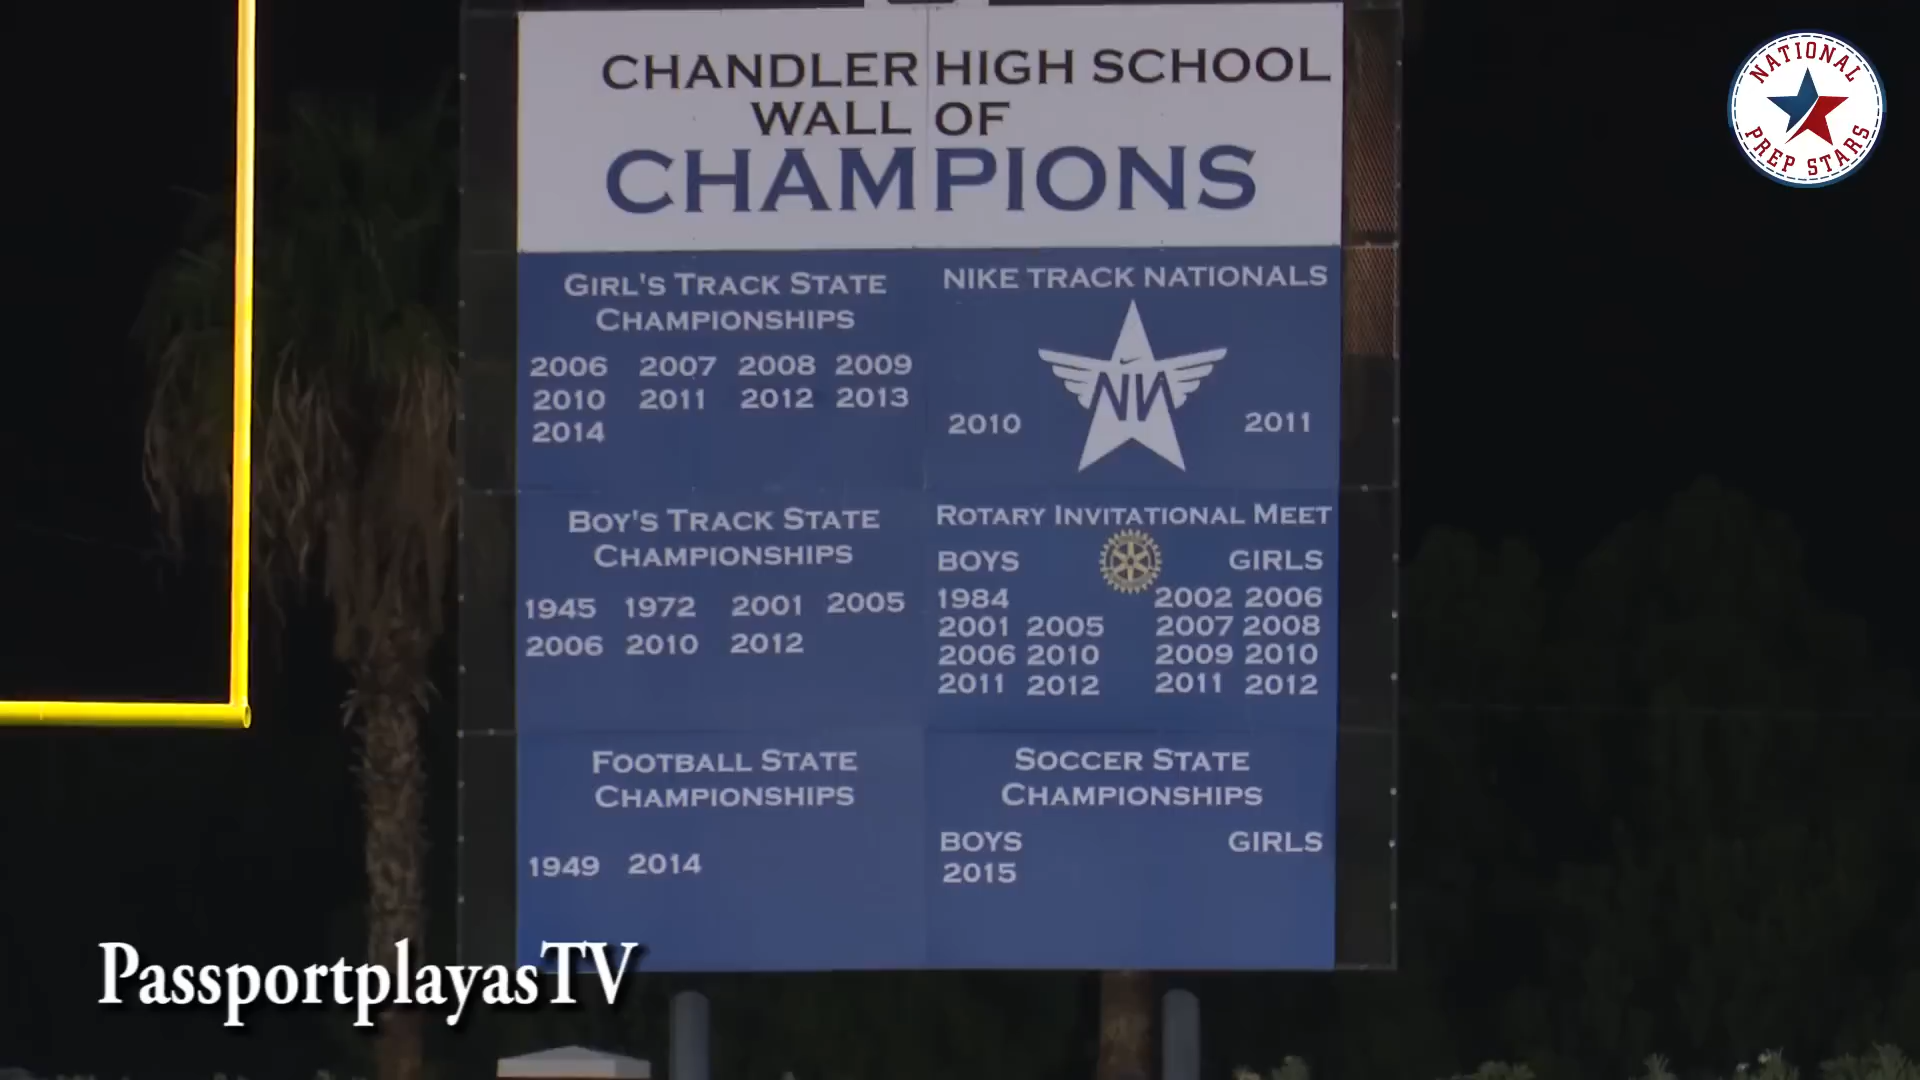 CHANDLER HIGH SCHOOL
WALL OF
CHAMPIONS
GIRL'S TRACK STATE
CHAMPIONSHIPS
2006 2007 2008 2009
2010 2011 2012 2013
2014
NIKE TRACK NATIONALS
NN
2010 2011
BOY'S TRACK STATE
CHAMPIONSHIPS
1945 1972 2001 2005
2006 2010 2012
ROTARY INVITATIONAL MEET
BOYS GIRLS
1984 2002 2006
2001 2005 2007 2008
2006 2010 2009 2010
2011 2012 2011 2012
FOOTBALL STATE
CHAMPIONSHIPS
1949 2014
SOCCER STATE
CHAMPIONSHIPS
BOYS GIRLS
2015
NATIONAL
PREP STARS
PassportplayasTV